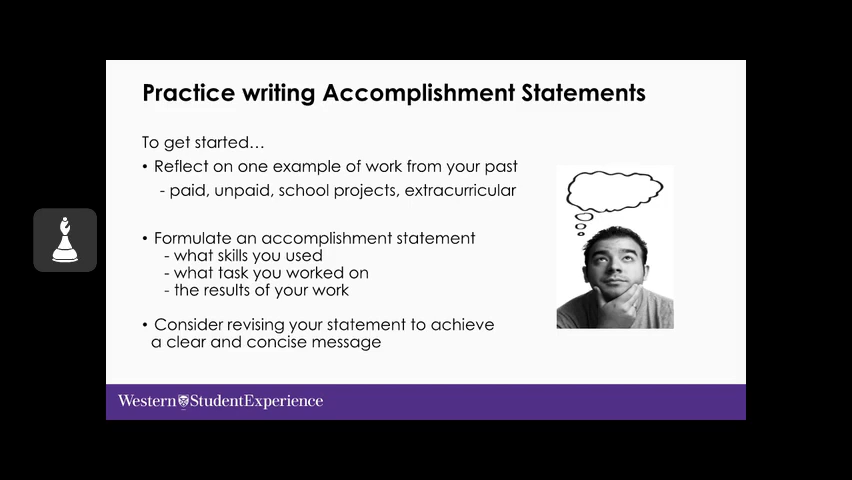 Practice writing Accomplishment Statements
To get started...
• Reflect on one example of work from your past
- paid, unpaid, school projects, extracurricular
• Formulate an accomplishment statement
- what skills you used
- what task you worked on
- the results of your work
• Consider revising your statement to achieve
a clear and concise message
Western StudentExperience